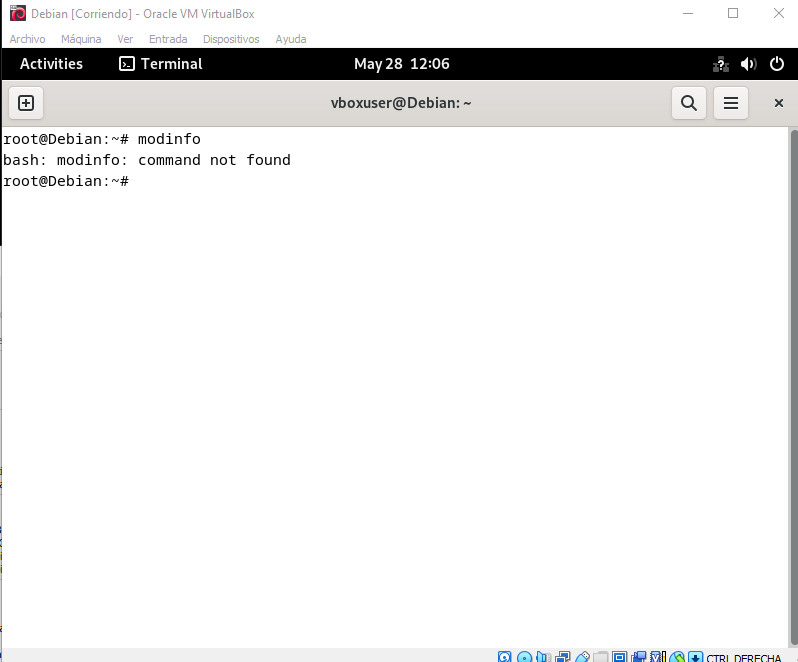 Debian [Corriendo] - Oracle VM VirtualBox
Archivo Máquina Ver Entrada Dispositivos Ayuda
Activities Terminal May 28 12:06
vboxuser@Debian: ~
root@Debian:~# modinfo
bash: modinfo: command not found
root@Debian:~#
CTRL DERECHA